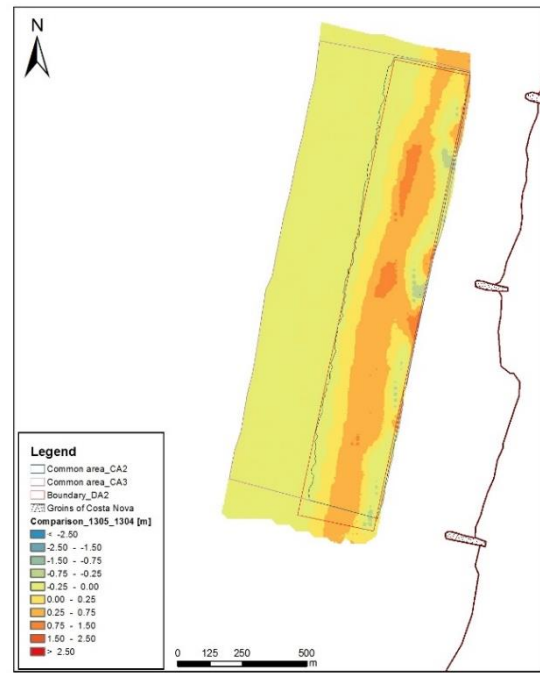 N
Legend
Common area_CA2
Common area_CA3
Boundary_DA2
Groins of Costa Nova
Comparison_1305_1304 [m]
< -2.50
-2.50 - -1.50
-1.50 - -0.75
-0.75 - -0.25
-0.25 - 0.00
0.00 - 0.25
0.25 - 0.75
0.75 - 1.50
1.50 - 2.50
> 2.50
0 125 250 500
m